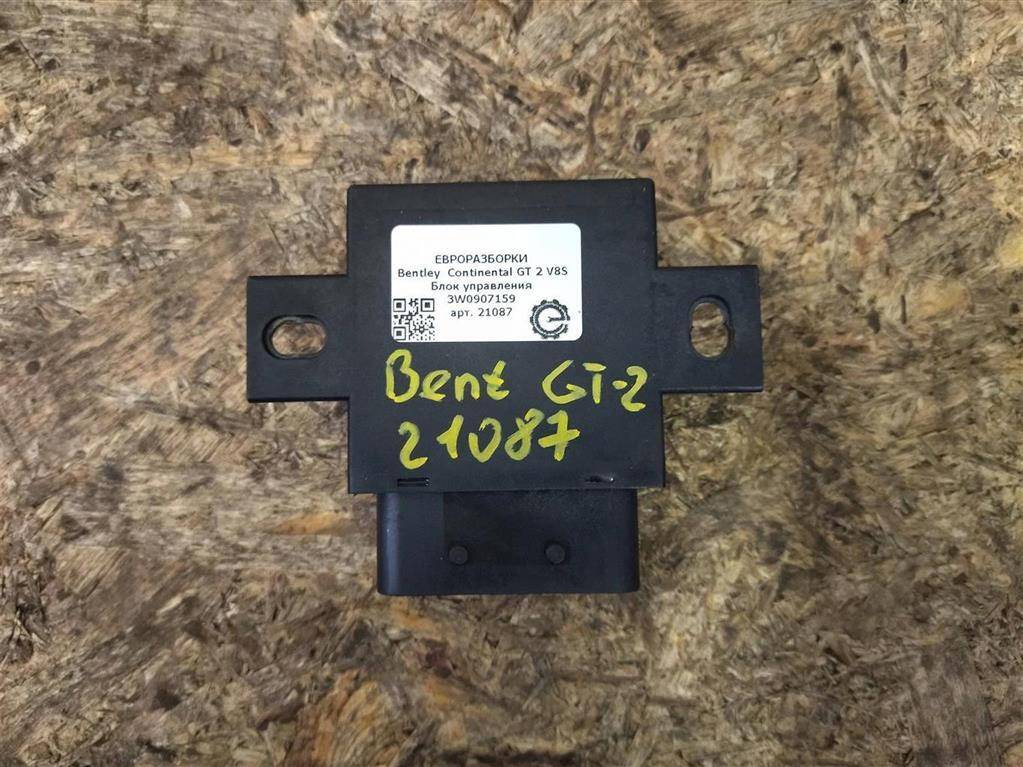 ЕВРОРАЗБОРКИ
Bentley Continental GT 2 V8S
Блок управления
3W0907159
арт. 21087
Bent GT-2
21087